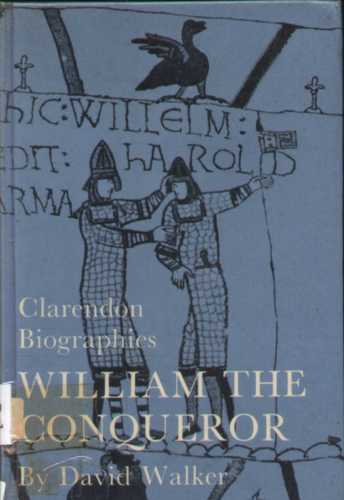 hIC: WILLELM:
EDIT: hAROLD
ARMA
Clarendon
Biographies
WILLIAM THE
CONQUEROR
By David Walker